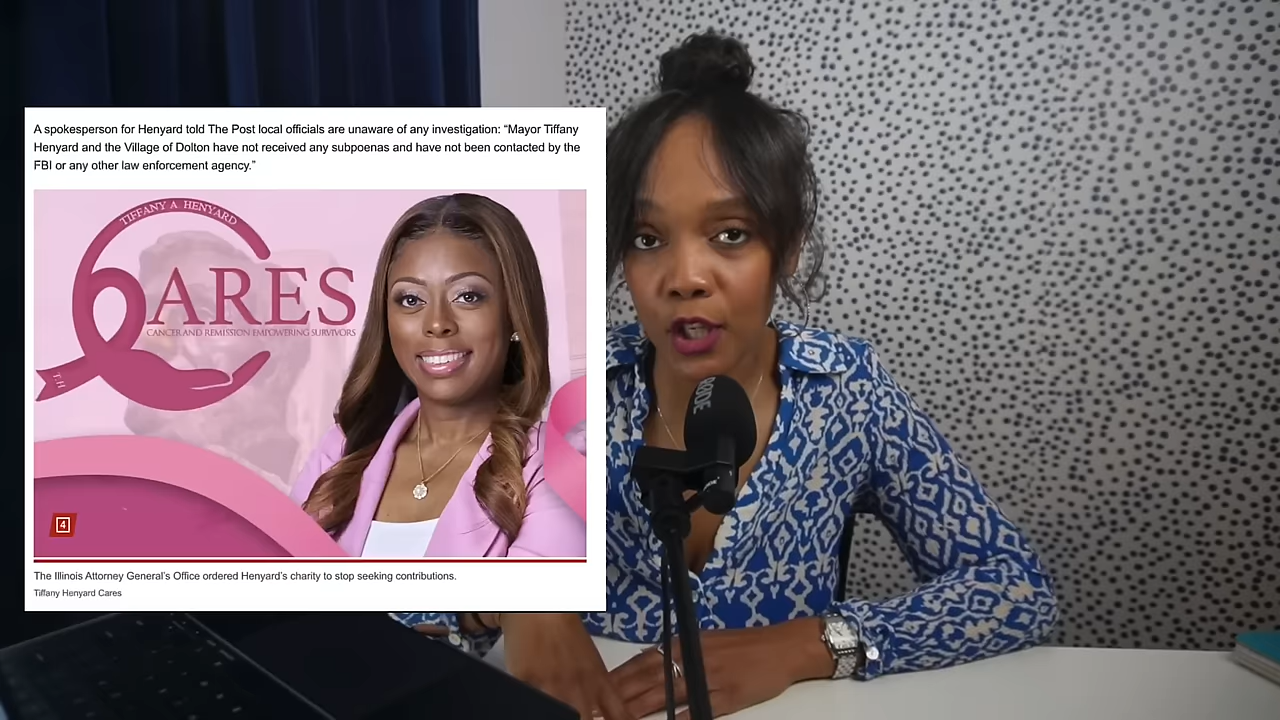 A spokesperson for Henyard told The Post local officials are unaware of any investigation: “Mayor Tiffany
Henyard and the Village of Dolton have not received any subpoenas and have not been contacted by the
FBI or any other law enforcement agency.”
TIFFANY A HENYARD
CARES
CANCER AND REMISSION EMPOWERING SURVIVORS
T.H
4
The Illinois Attorney General’s Office ordered Henyard’s charity to stop seeking contributions.
Tiffany Henyard Cares
RØDE